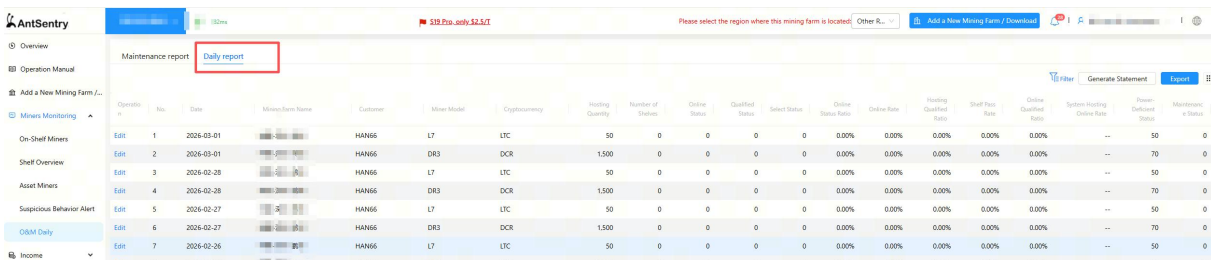 AntSentry
192ms
S19 Pro, only $2.5/T
Please select the region where this mining farm is located: Other R...
Add a New Mining Farm / Download
Overview
Operation Manual
Add a New Mining Farm /...
Miners Monitoring
On-Shelf Miners
Shelf Overview
Asset Miners
Suspicious Behavior Alert
O&M Daily
Income
Maintenance report Daily report
Filter Generate Statement Export
Operation No. Date Mining Farm Name Customer Miner Model Cryptocurrency Hosting Quantity Number of Shelves Online Status Qualified Status Select Status Online Status Ratio Online Rate Hosting Qualified Ratio Shelf Pass Rate Online Qualified Ratio System Hosting Online Rate Power-Deficient Status Maintenance Status
Edit 1 2026-03-01 HAN66 L7 LTC 50 0 0 0 0 0.00% 0.00% 0.00% 0.00% 0.00% -- 50 0
Edit 2 2026-03-01 HAN66 DR3 DCR 1,500 0 0 0 0 0.00% 0.00% 0.00% 0.00% 0.00% -- 70 0
Edit 3 2026-02-28 HAN66 L7 LTC 50 0 0 0 0 0.00% 0.00% 0.00% 0.00% 0.00% -- 50 0
Edit 4 2026-02-28 HAN66 DR3 DCR 1,500 0 0 0 0 0.00% 0.00% 0.00% 0.00% 0.00% -- 70 0
Edit 5 2026-02-27 HAN66 L7 LTC 50 0 0 0 0 0.00% 0.00% 0.00% 0.00% 0.00% -- 50 0
Edit 6 2026-02-27 HAN66 DR3 DCR 1,500 0 0 0 0 0.00% 0.00% 0.00% 0.00% 0.00% -- 70 0
Edit 7 2026-02-26 HAN66 L7 LTC 50 0 0 0 0 0.00% 0.00% 0.00% 0.00% 0.00% -- 50 0